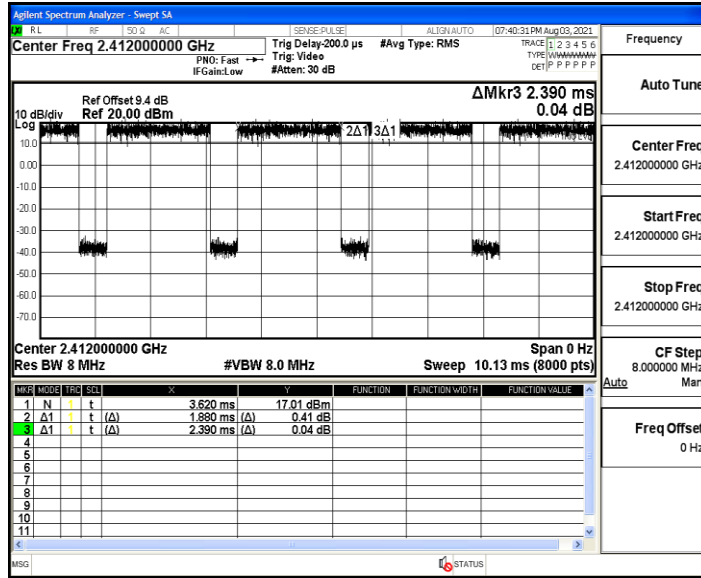 Agilent Spectrum Analyzer - Swept SA
LXI RL RF 50 Ω AC SENSE:PULSE ALIGNAUTO 07:40:31 PM Aug 03, 2021
Center Freq 2.412000000 GHz
PNO: Fast
IFGain:Low
Trig Delay-200.0 µs
Trig: Video
#Atten: 30 dB
#Avg Type: RMS
TRACE 1 2 3 4 5 6
TYPE WWWWWW
DET P P P P P P
ΔMkr3 2.390 ms
0.04 dB
Ref Offset 9.4 dB
10 dB/div Ref 20.00 dBm
Log
2Δ1 3Δ1
10.0
0.00
-10.0
-20.0
-30.0
-40.0
-50.0
-60.0
-70.0
Center 2.412000000 GHz Span 0 Hz
Res BW 8 MHz #VBW 8.0 MHz Sweep 10.13 ms (8000 pts)
MKR MODE TRC SCL X Y FUNCTION FUNCTION WIDTH FUNCTION VALUE
1 N 1 t 3.620 ms 17.01 dBm
2 Δ1 1 t (Δ) 1.880 ms (Δ) 0.41 dB
3 Δ1 1 t (Δ) 2.390 ms (Δ) 0.04 dB
4
5
6
7
8
9
10
11
MSG STATUS
Frequency
Auto Tune
Center Freq
2.412000000 GHz
Start Freq
2.412000000 GHz
Stop Freq
2.412000000 GHz
CF Step
8.000000 MHz
Auto Man
Freq Offset
0 Hz